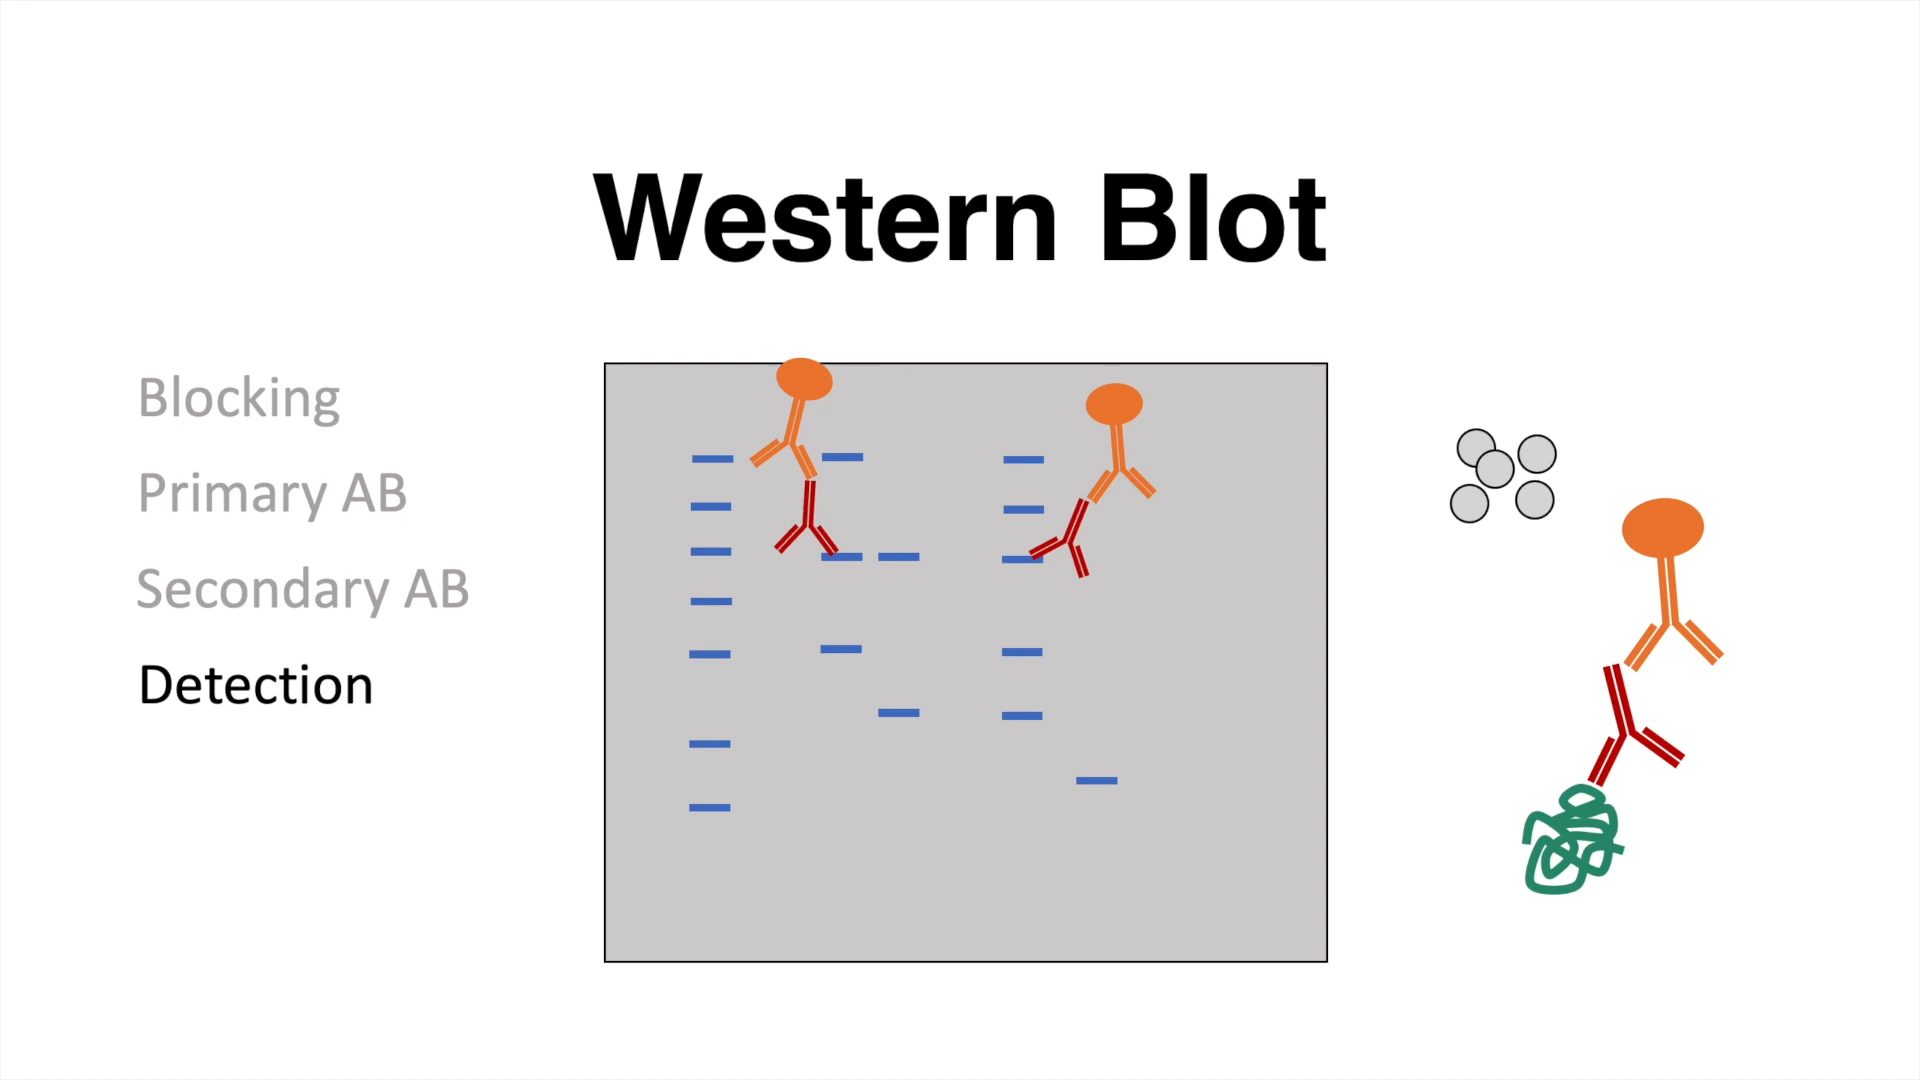 Western Blot
Blocking
Primary AB
Secondary AB
Detection